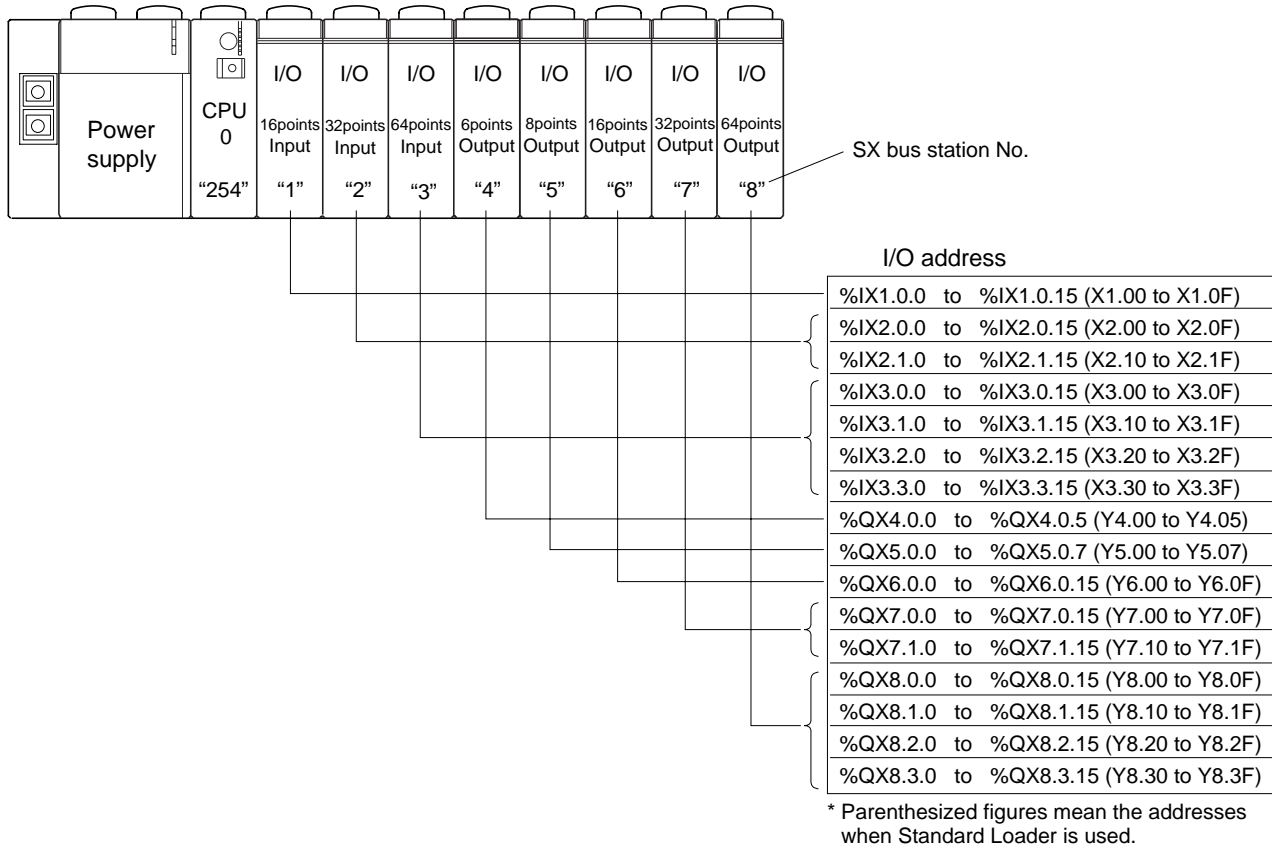 Power
supply
CPU
0
“254”
I/O
16points
Input
“1”
I/O
32points
Input
“2”
I/O
64points
Input
“3”
I/O
6points
Output
“4”
I/O
8points
Output
“5”
I/O
16points
Output
“6”
I/O
32points
Output
“7”
I/O
64points
Output
“8”
SX bus station No.
I/O address
%IX1.0.0 to %IX1.0.15 (X1.00 to X1.0F)
%IX2.0.0 to %IX2.0.15 (X2.00 to X2.0F)
%IX2.1.0 to %IX2.1.15 (X2.10 to X2.1F)
%IX3.0.0 to %IX3.0.15 (X3.00 to X3.0F)
%IX3.1.0 to %IX3.1.15 (X3.10 to X3.1F)
%IX3.2.0 to %IX3.2.15 (X3.20 to X3.2F)
%IX3.3.0 to %IX3.3.15 (X3.30 to X3.3F)
%QX4.0.0 to %QX4.0.5 (Y4.00 to Y4.05)
%QX5.0.0 to %QX5.0.7 (Y5.00 to Y5.07)
%QX6.0.0 to %QX6.0.15 (Y6.00 to Y6.0F)
%QX7.0.0 to %QX7.0.15 (Y7.00 to Y7.0F)
%QX7.1.0 to %QX7.1.15 (Y7.10 to Y7.1F)
%QX8.0.0 to %QX8.0.15 (Y8.00 to Y8.0F)
%QX8.1.0 to %QX8.1.15 (Y8.10 to Y8.1F)
%QX8.2.0 to %QX8.2.15 (Y8.20 to Y8.2F)
%QX8.3.0 to %QX8.3.15 (Y8.30 to Y8.3F)
* Parenthesized figures mean the addresses
when Standard Loader is used.